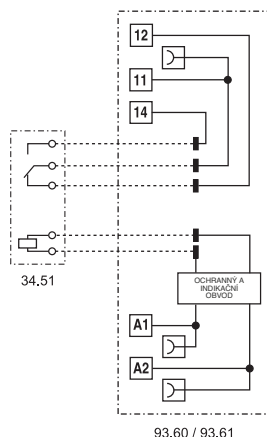 12
11
14
34.51
OCHRANNÝ A
INDIKAČNÍ
OBVOD
A1
A2
93.60 / 93.61